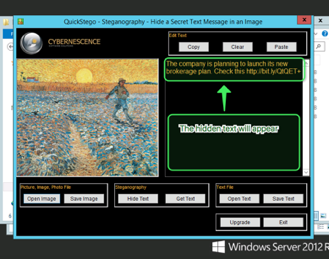 QuickStego - Steganography - Hide a Secret Text Message in an Image
CYBERNESCENCE
Edit Text
Copy
Clear
Paste
The company is planning to launch its new
brokerage plan. Check this http://bit.ly/QIQET+
The hidden text will appear
Picture, Image, Photo File
Open Image
Save Image
Steganography
Hide Text
Get Text
Text File
Open Text
Save Text
Upgrade
Exit
Windows Server 2012 R